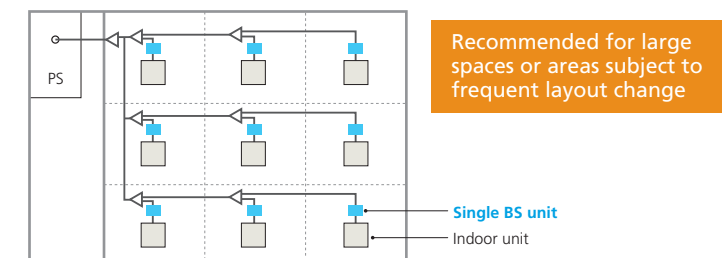 Recommended for large
spaces or areas subject to
frequent layout change
PS
Single BS unit
Indoor unit